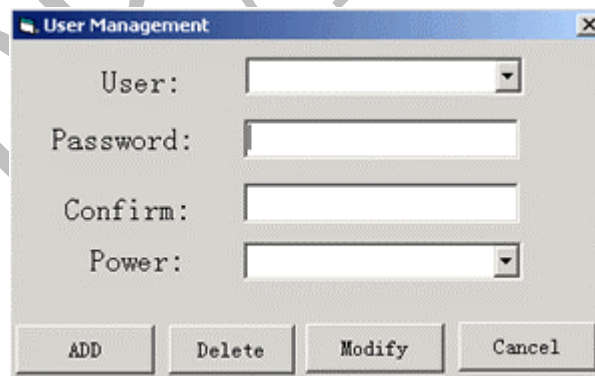 User Management
User:
Password:
Confirm:
Power:
ADD Delete Modify Cancel